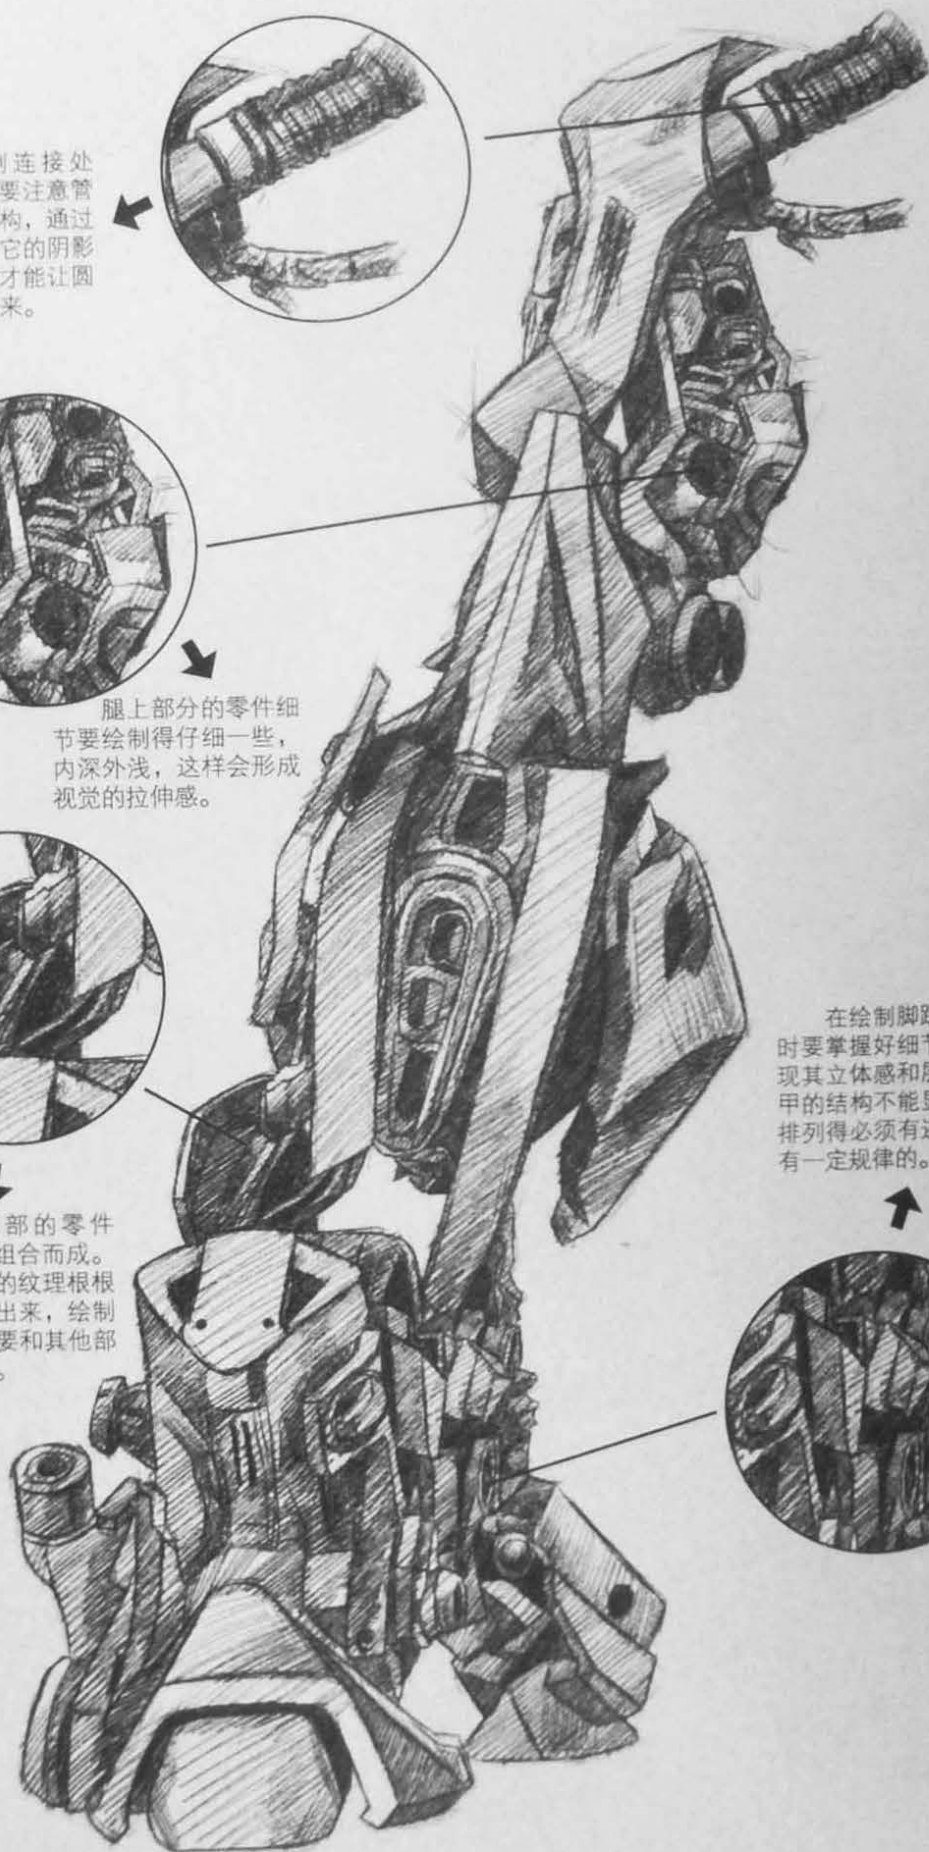 连接处
要注意管
构，通过
它的阴影
才能让圆
来。
腿上部分的零件细
节要绘制得仔细一些，
内深外浅，这样会形成
视觉的拉伸感。
在绘制脚
时要掌握好细
现其立体感和
甲的结构不能
排列得必须有
有一定规律的。
部的零件
组合而成。
的纹理根根
出来，绘制
要和其他部
。